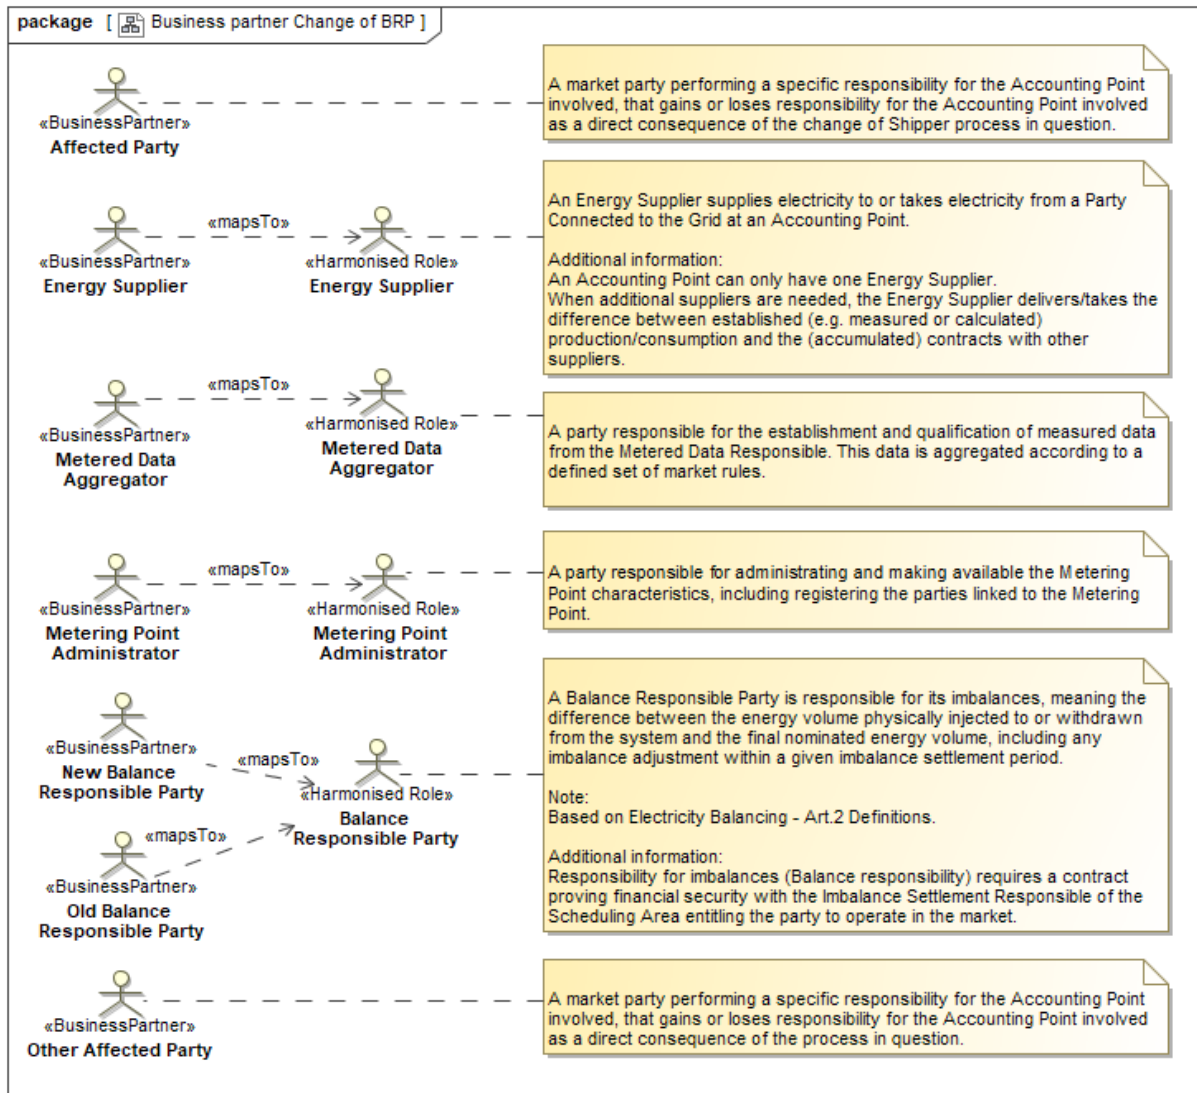 package [ Business partner Change of BRP ]
«BusinessPartner»
Affected Party
A market party performing a specific responsibility for the Accounting Point
involved, that gains or loses responsibility for the Accounting Point involved
as a direct consequence of the change of Shipper process in question.
«mapsTo»
«BusinessPartner»
Energy Supplier
«Harmonised Role»
Energy Supplier
An Energy Supplier supplies electricity to or takes electricity from a Party
Connected to the Grid at an Accounting Point.
Additional information:
An Accounting Point can only have one Energy Supplier.
When additional suppliers are needed, the Energy Supplier delivers/takes the
difference between established (e.g. measured or calculated)
production/consumption and the (accumulated) contracts with other
suppliers.
«mapsTo»
«BusinessPartner»
Metered Data
Aggregator
«Harmonised Role»
Metered Data
Aggregator
A party responsible for the establishment and qualification of measured data
from the Metered Data Responsible. This data is aggregated according to a
defined set of market rules.
«mapsTo»
«BusinessPartner»
Metering Point
Administrator
«Harmonised Role»
Metering Point
Administrator
A party responsible for administrating and making available the Metering
Point characteristics, including registering the parties linked to the Metering
Point.
«BusinessPartner»
New Balance
Responsible Party
«mapsTo»
«Harmonised Role»
Balance
Responsible Party
«mapsTo»
«BusinessPartner»
Old Balance
Responsible Party
A Balance Responsible Party is responsible for its imbalances, meaning the
difference between the energy volume physically injected to or withdrawn
from the system and the final nominated energy volume, including any
imbalance adjustment within a given imbalance settlement period.
Note:
Based on Electricity Balancing - Art.2 Definitions.
Additional information:
Responsibility for imbalances (Balance responsibility) requires a contract
proving financial security with the Imbalance Settlement Responsible of the
Scheduling Area entitling the party to operate in the market.
«BusinessPartner»
Other Affected Party
A market party performing a specific responsibility for the Accounting Point
involved, that gains or loses responsibility for the Accounting Point involved
as a direct consequence of the process in question.